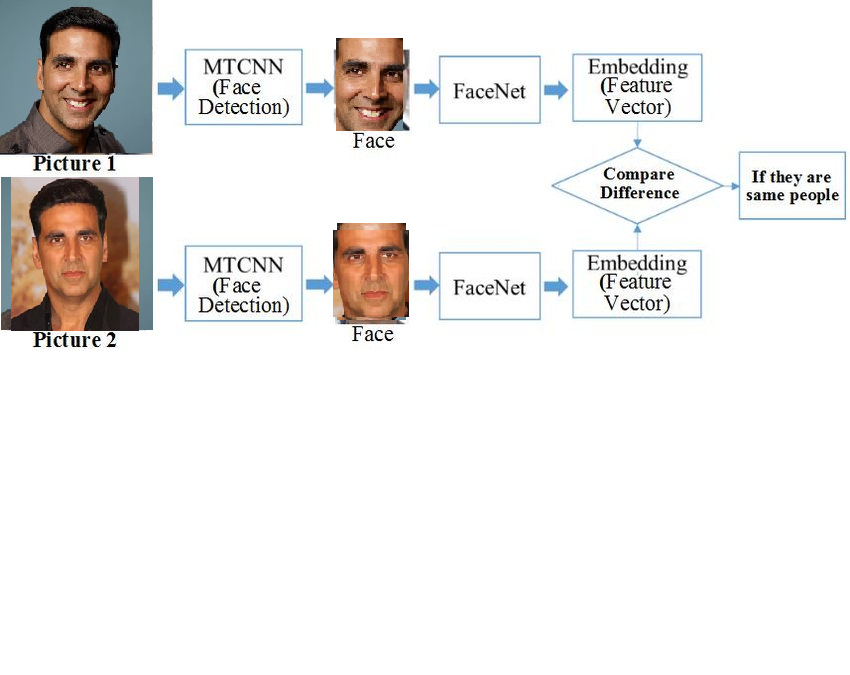 MTCNN
(Face
Detection)
Face
FaceNet
Embedding
(Feature
Vector)
Picture 1
Compare
Difference
If they are
same people
MTCNN
(Face
Detection)
Face
FaceNet
Embedding
(Feature
Vector)
Picture 2